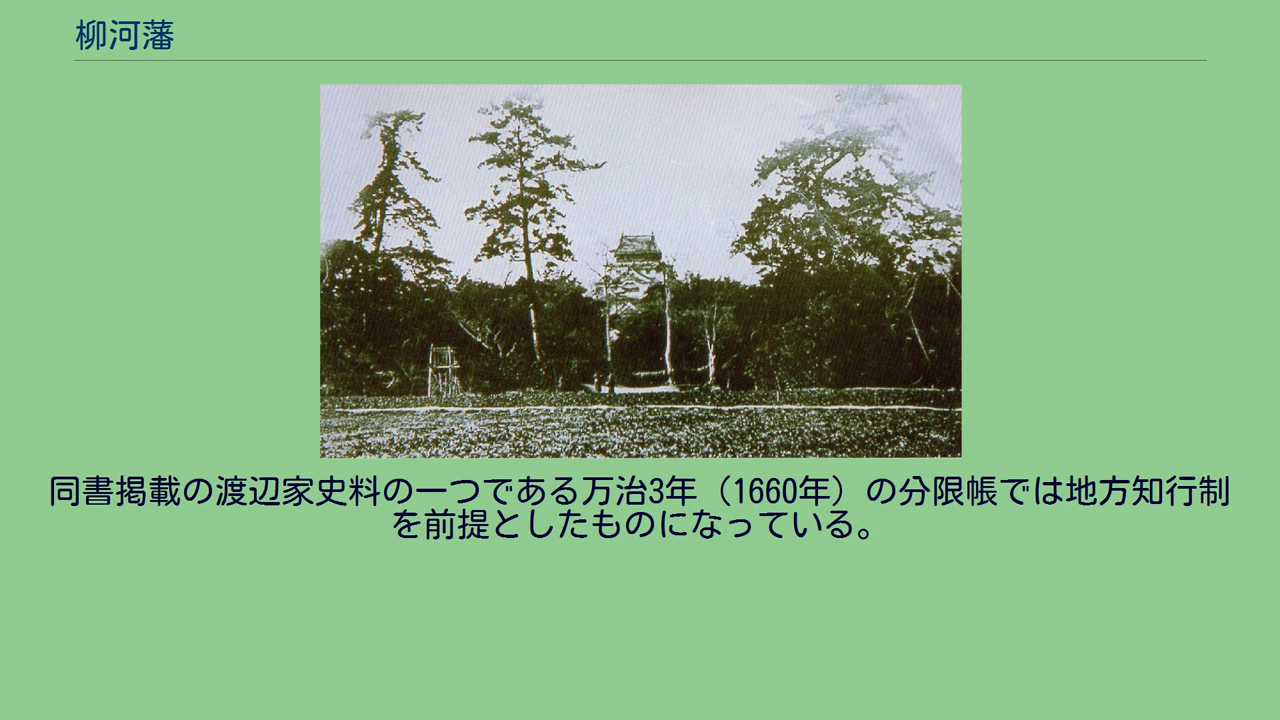 柳河藩
同書掲載の渡辺家史料の一つである万治3年（1660年）の分限帳では地方知行制
を前提としたものになっている。